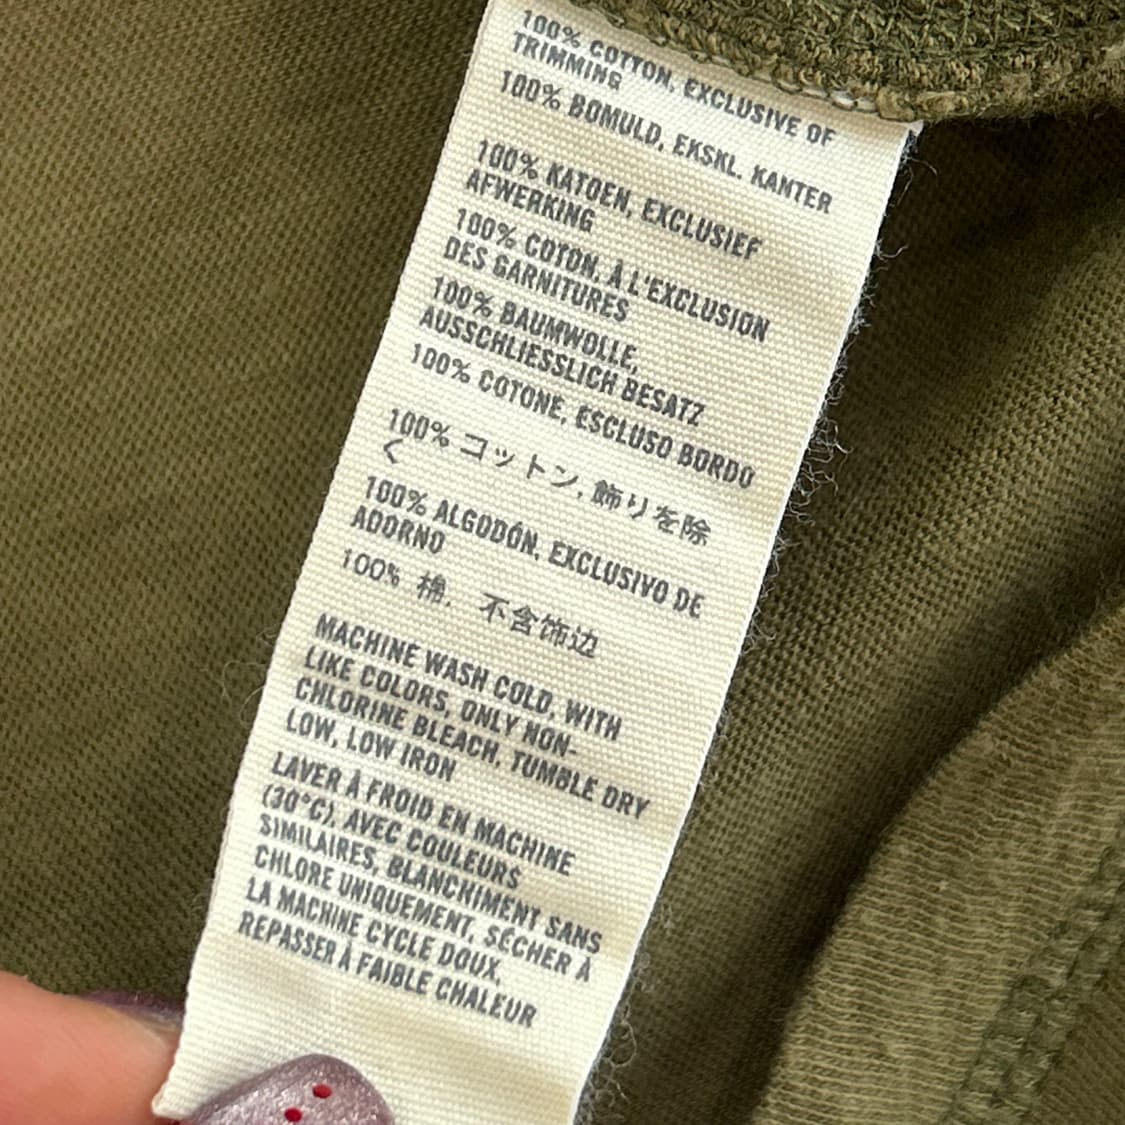 100% COTTON, EXCLUSIVE OF
TRIMMING
100% BOMULD, EKSKL. KANTER
100% KATOEN, EXCLUSIEF
AFWERKING
100% COTON, À L'EXCLUSION
DES GARNITURES
100% BAUMWOLLE,
AUSSCHLIESSLICH BESATZ
100% COTONE, ESCLUSO BORDO
100% コットン, 飾りを除
く
100% ALGODÓN, EXCLUSIVO DE
ADORNO
100% 棉, 不含饰边
MACHINE WASH COLD, WITH
LIKE COLORS, ONLY NON-
CHLORINE BLEACH, TUMBLE DRY
LOW, LOW IRON
LAVER À FROID EN MACHINE
(30°C), AVEC COULEURS
SIMILAIRES, BLANCHIMENT SANS
CHLORE UNIQUEMENT, SÉCHER À
LA MACHINE CYCLE DOUX,
REPASSER À FAIBLE CHALEUR